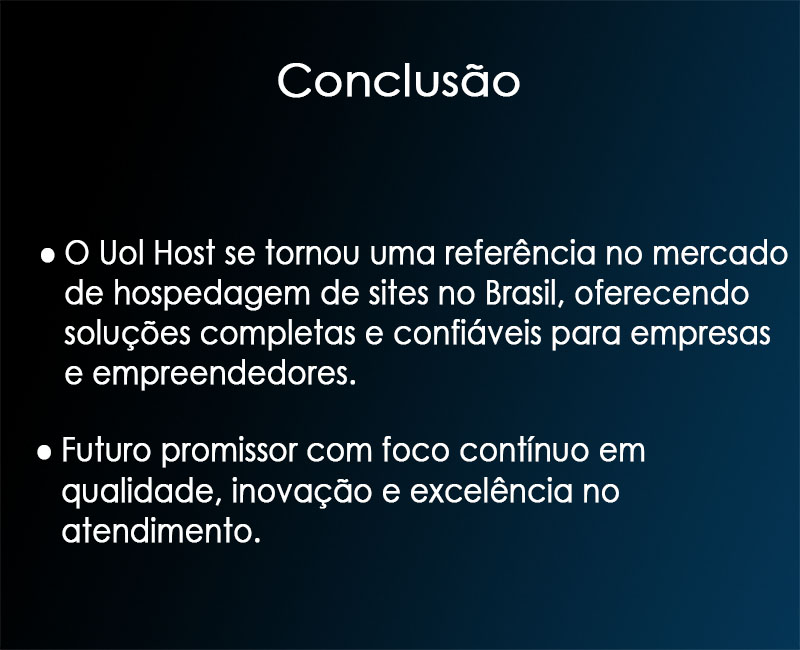 Conclusão
• O Uol Host se tornou uma referência no mercado
de hospedagem de sites no Brasil, oferecendo
soluções completas e confiáveis para empresas
e empreendedores.
• Futuro promissor com foco contínuo em
qualidade, inovação e excelência no
atendimento.